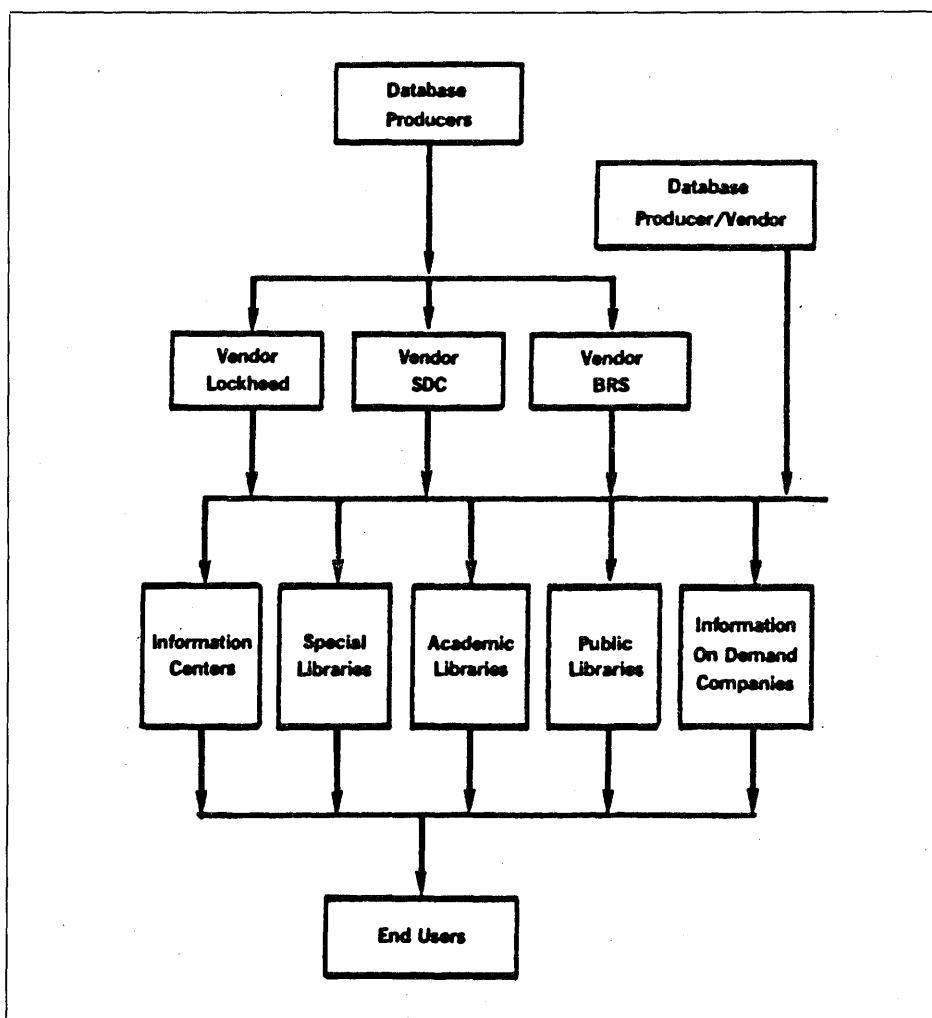 Database
Producers
Database
Producer/Vendor
Vendor
Lockheed
Vendor
SDC
Vendor
BRS
Information
Centers
Special
Libraries
Academic
Libraries
Public
Libraries
Information
On Demand
Companies
End Users